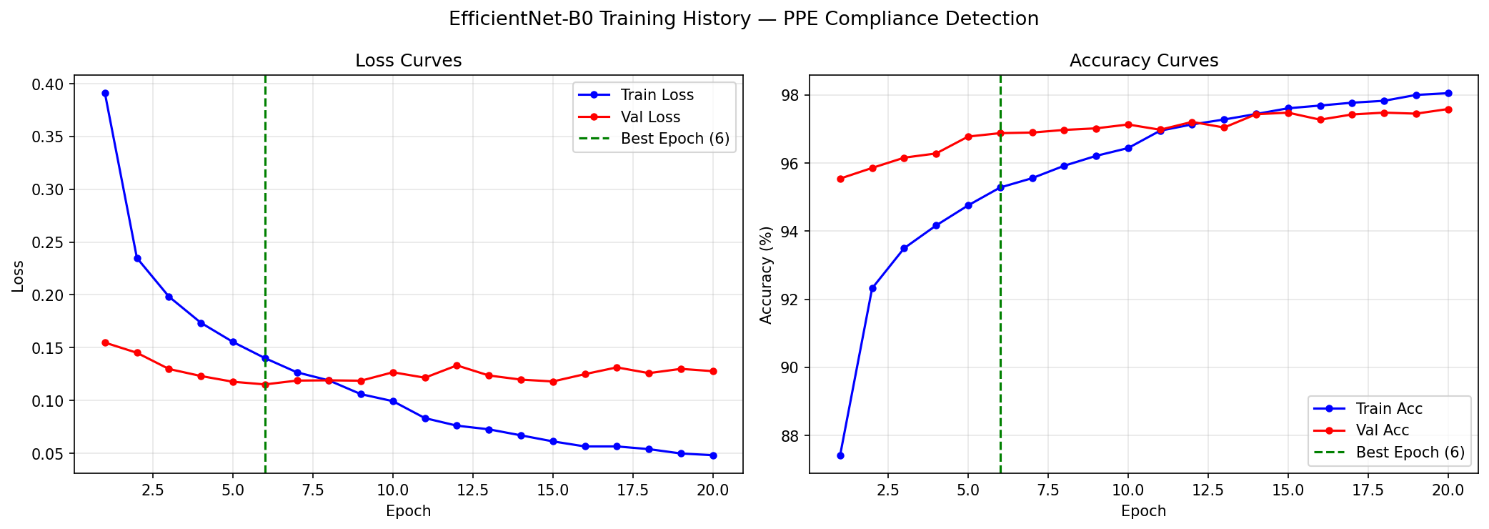 EfficientNet-B0 Training History — PPE Compliance Detection
Loss Curves
Loss
0.40
0.35
0.30
0.25
0.20
0.15
0.10
0.05
Train Loss
Val Loss
Best Epoch (6)
2.5 5.0 7.5 10.0 12.5 15.0 17.5 20.0
Epoch
Accuracy Curves
Accuracy (%)
98
96
94
92
90
88
Train Acc
Val Acc
Best Epoch (6)
2.5 5.0 7.5 10.0 12.5 15.0 17.5 20.0
Epoch